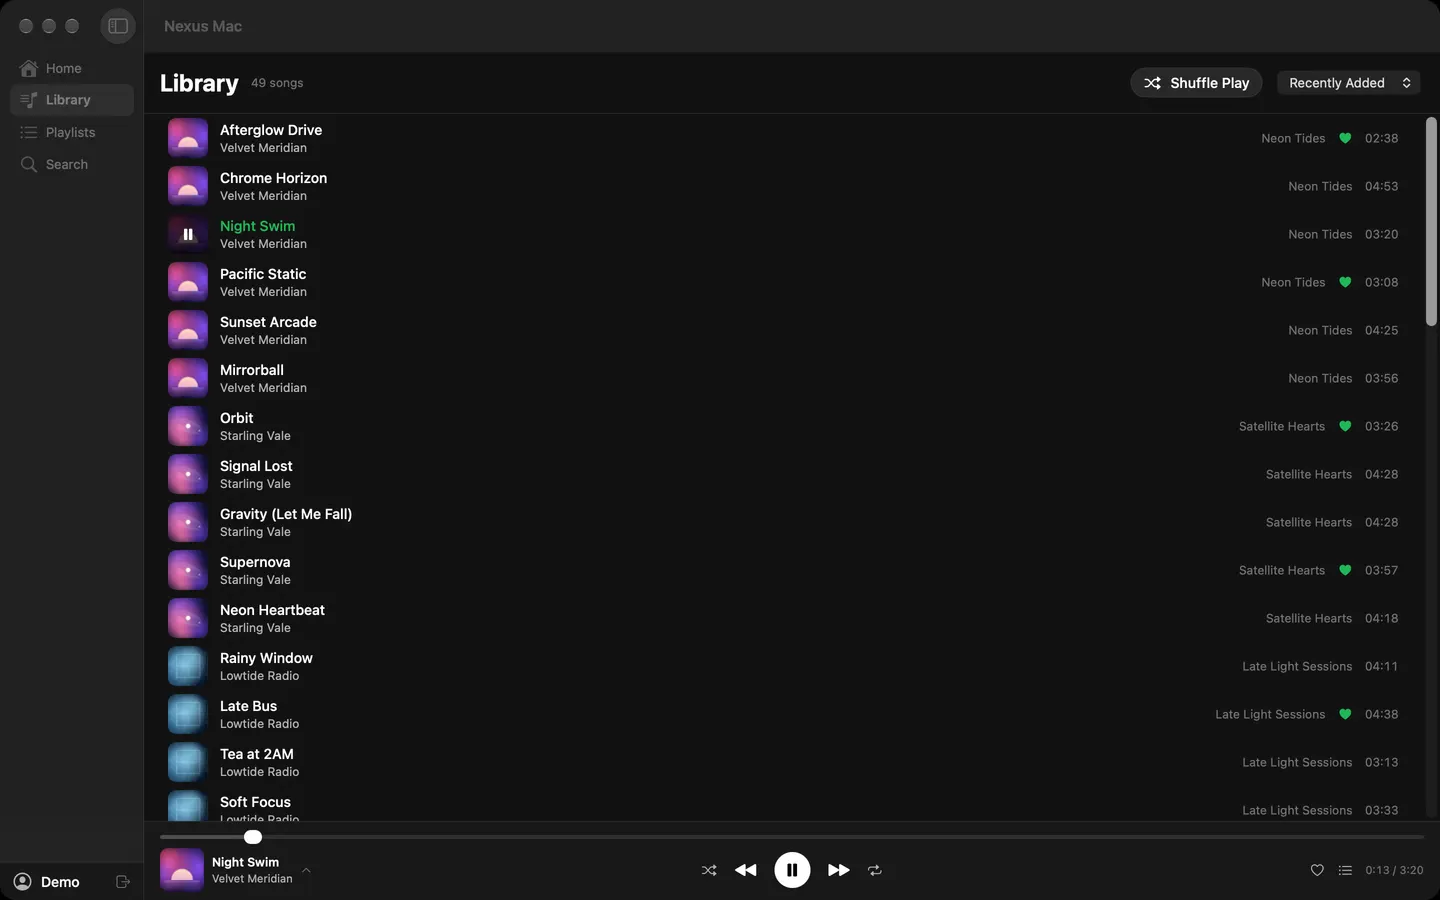 Nexus Mac
Home
Library
Playlists
Search
Library 49 songs
Shuffle Play
Recently Added
Afterglow Drive
Velvet Meridian
Neon Tides 02:38
Chrome Horizon
Velvet Meridian
Neon Tides 04:53
Night Swim
Velvet Meridian
Neon Tides 03:20
Pacific Static
Velvet Meridian
Neon Tides 03:08
Sunset Arcade
Velvet Meridian
Neon Tides 04:25
Mirrorball
Velvet Meridian
Neon Tides 03:56
Orbit
Starling Vale
Satellite Hearts 03:26
Signal Lost
Starling Vale
Satellite Hearts 04:28
Gravity (Let Me Fall)
Starling Vale
Satellite Hearts 04:28
Supernova
Starling Vale
Satellite Hearts 03:57
Neon Heartbeat
Starling Vale
Satellite Hearts 04:18
Rainy Window
Lowtide Radio
Late Light Sessions 04:11
Late Bus
Lowtide Radio
Late Light Sessions 04:38
Tea at 2AM
Lowtide Radio
Late Light Sessions 03:13
Soft Focus
Lowtide Radio
Late Light Sessions 03:33
Night Swim
Velvet Meridian
0:13 / 3:20
Demo